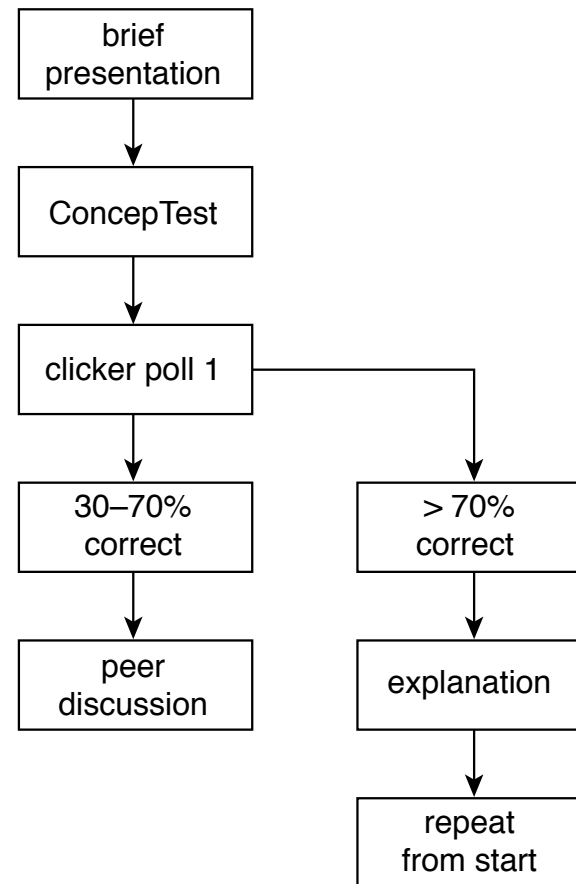 brief
presentation
ConcepTest
clicker poll 1
30–70%
correct
> 70%
correct
peer
discussion
explanation
repeat
from start